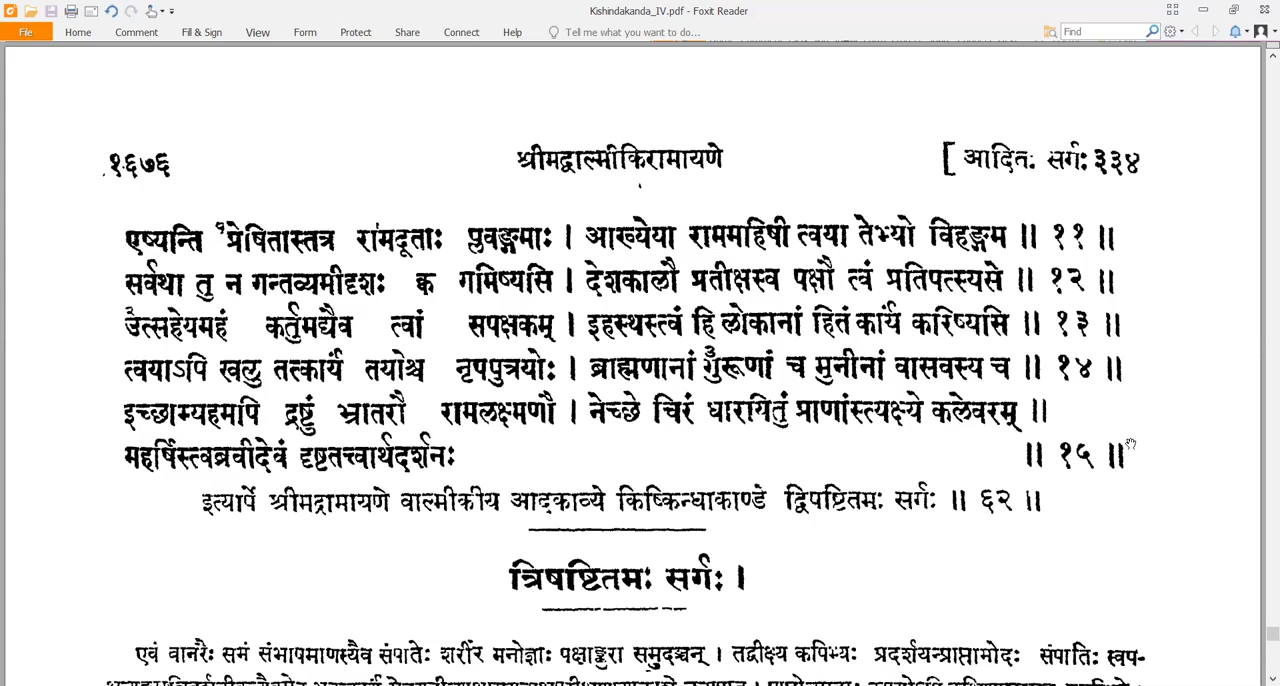 Kishindakanda_IV.pdf - Foxit Reader
File Home Comment Fill & Sign View Form Protect Share Connect Help Tell me what you want to do... Find
१६७६ श्रीमद्वाल्मीकिरामायणे [ आदितः सर्गः ३३४
एष्यन्ति १प्रेषितास्तत्र रामदूताः प्लवङ्गमाः । आख्येया राममहिषी त्वया तेभ्यो विहङ्गम ॥ ११ ॥
सर्वथा तु न गन्तव्यमीदृशः क्व गमिष्यसि । देशकालौ प्रतीक्षस्व पक्षौ त्वं प्रतिपत्स्यसे ॥ १२ ॥
उत्सहेयमहं कर्तुमद्यैव त्वां सपक्षकम् । इहस्थस्त्वं हि लोकानां हितं कार्यं करिष्यसि ॥ १३ ॥
त्वयाऽपि खलु तत्कार्यं तयोश्च नृपपुत्रयोः । ब्राह्मणानां गुरूणां च मुनीनां वासवस्य च ॥ १४ ॥
इच्छाम्यहमपि द्रष्टुं भ्रातरौ रामलक्ष्मणौ । नेच्छे चिरं धारयितुं प्राणांस्त्यक्ष्ये कलेवरम् ॥
महर्षिस्त्वब्रवीदेवं दृष्टतत्त्वार्थदर्शनः ॥ १५ ॥
इत्यार्षे श्रीमद्रामायणे वाल्मीकीय आदकाव्ये किष्किन्धाकाण्डे द्विषष्टितमः सर्गः ॥ ६२ ॥
त्रिषष्टितमः सर्गः ।
एवं वानरैः समं संभाषमाणस्यैव संपातेः शरीरं मनोज्ञाः पक्षाङ्कुरा समुदञ्चन् । तद्वीक्ष्य कपिभ्यः प्रदर्शयन्प्राप्तामोदः संपातिः स्वप-